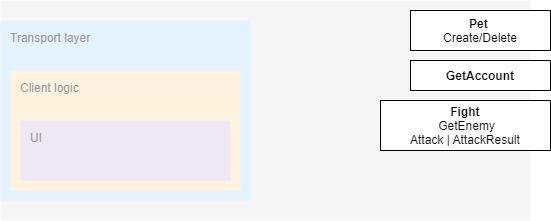 Transport layer
Client logic
UI
Pet
Create/Delete
GetAccount
Fight
GetEnemy
Attack | AttackResult